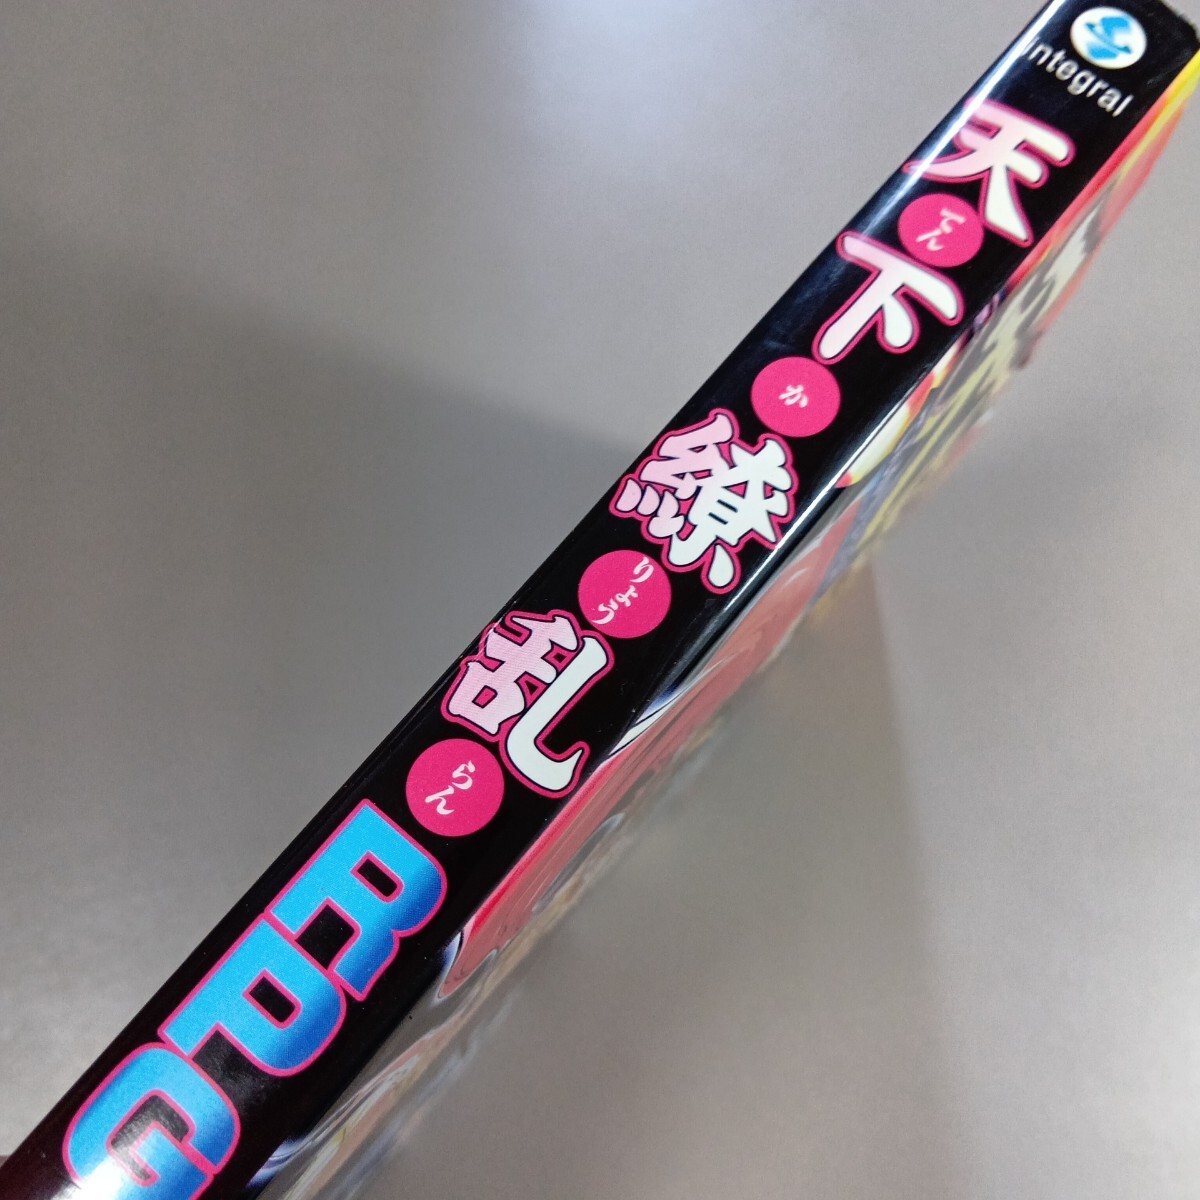 Integral
天下繚乱
てん か りょう らん
RPG